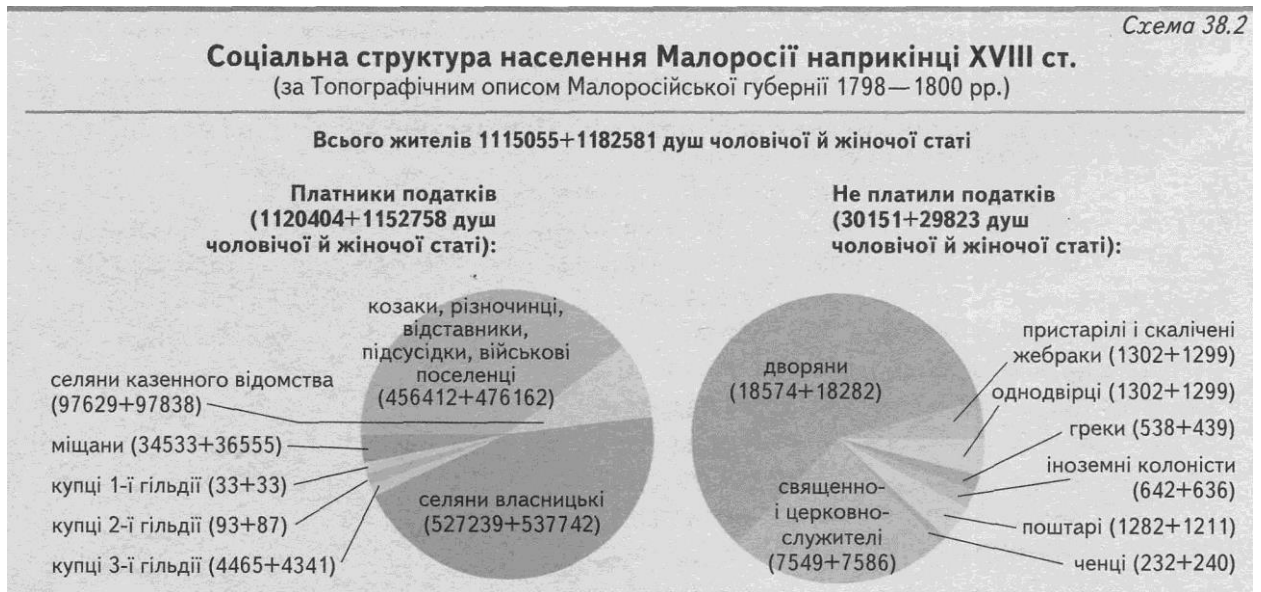 Схема 38.2
Соціальна структура населення Малоросії наприкінці XVIII ст.
(за Топографічним описом Малоросійської губернії 1798—1800 рр.)
Всього жителів 1115055+1182581 душ чоловічої й жіночої статі
Платники податків
(1120404+1152758 душ
чоловічої й жіночої статі):
козаки, різночинці,
відставники,
підсусідки, військові
поселенці
(456412+476162)
селяни казенного відомства
(97629+97838)
міщани (34533+36555)
купці 1-ї гільдії (33+33)
купці 2-ї гільдії (93+87)
купці 3-ї гільдії (4465+4341)
селяни власницькі
(527239+537742)
Не платили податків
(30151+29823 душ
чоловічої й жіночої статі):
дворяни
(18574+18282)
пристарілі і скалічені
жебраки (1302+1299)
однодвірці (1302+1299)
греки (538+439)
іноземні колоністи
(642+636)
поштарі (1282+1211)
ченці (232+240)
священно-
і церковно-
служителі
(7549+7586)